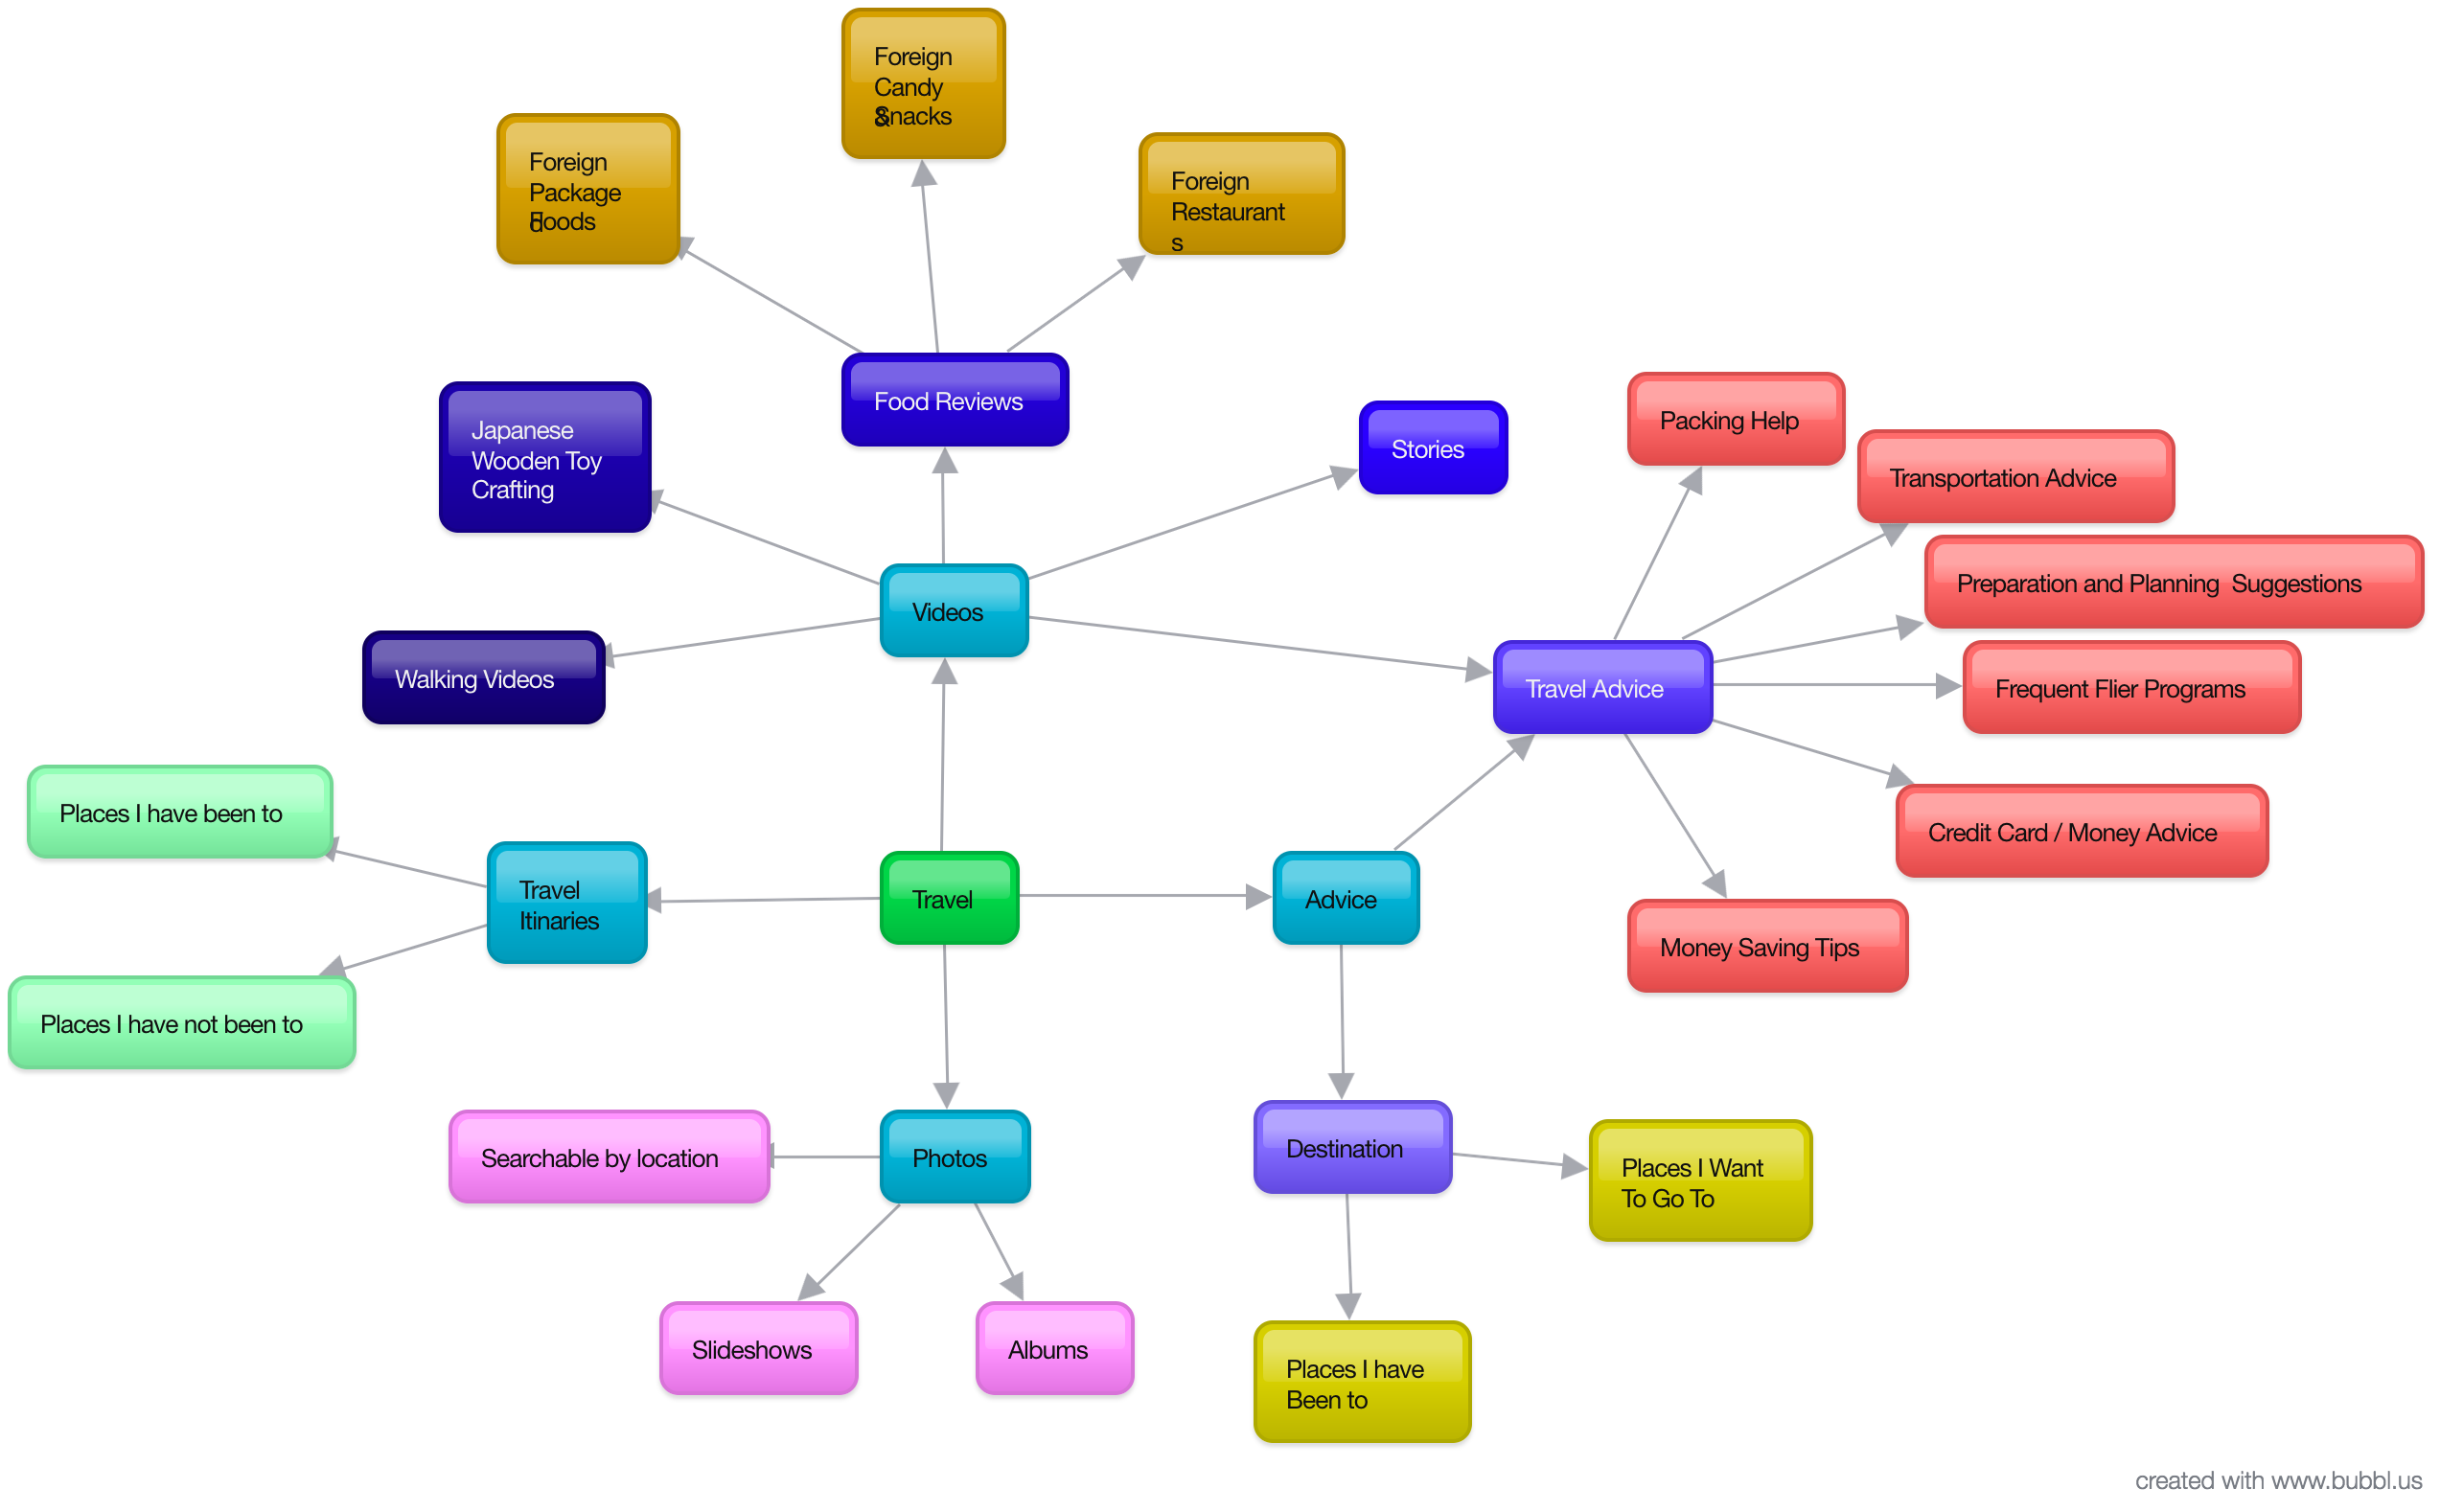 Foreign
Candy
&
Snacks
Foreign
Package
d
Foods
Foreign
Restaurant
s
Food Reviews
Japanese
Wooden Toy
Crafting
Stories
Packing Help
Transportation Advice
Preparation and Planning  Suggestions
Videos
Walking Videos
Travel Advice
Frequent Flier Programs
Places I have been to
Credit Card / Money Advice
Travel
Itinaries
Travel
Advice
Money Saving Tips
Places I have not been to
Searchable by location
Photos
Destination
Places I Want
To Go To
Slideshows
Albums
Places I have
Been to
created with www.bubbl.us